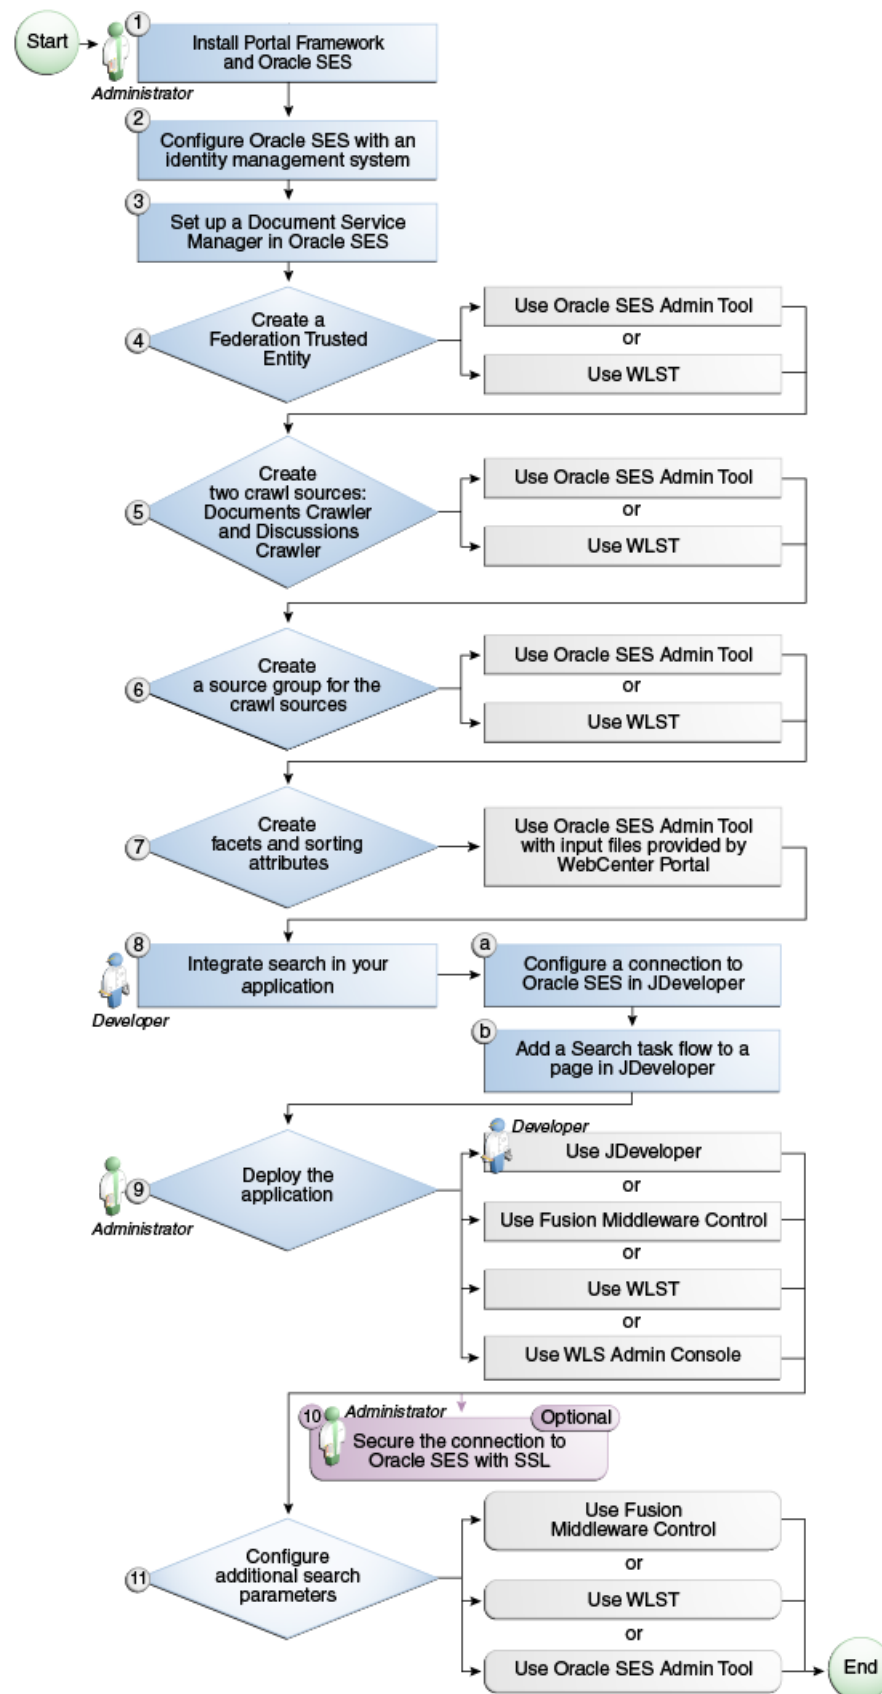 Start
1
Install Portal Framework
and Oracle SES
Administrator
2
Configure Oracle SES with an
identity management system
3
Set up a Document Service
Manager in Oracle SES
4
Create a
Federation Trusted
Entity
Use Oracle SES Admin Tool
or
Use WLST
5
Create
two crawl sources:
Documents Crawler
and Discussions
Crawler
Use Oracle SES Admin Tool
or
Use WLST
6
Create
a source group for the
crawl sources
Use Oracle SES Admin Tool
or
Use WLST
7
Create
facets and sorting
attributes
Use Oracle SES Admin Tool
with input files provided by
WebCenter Portal
8
Integrate search in your
application
Developer
a
Configure a connection to
Oracle SES in JDeveloper
b
Add a Search task flow to a
page in JDeveloper
9
Deploy the
application
Administrator
Developer
Use JDeveloper
or
Use Fusion Middleware Control
or
Use WLST
or
Use WLS Admin Console
10
Administrator
Optional
Secure the connection to
Oracle SES with SSL
11
Configure
additional search
parameters
Use Fusion
Middleware Control
or
Use WLST
or
Use Oracle SES Admin Tool
End